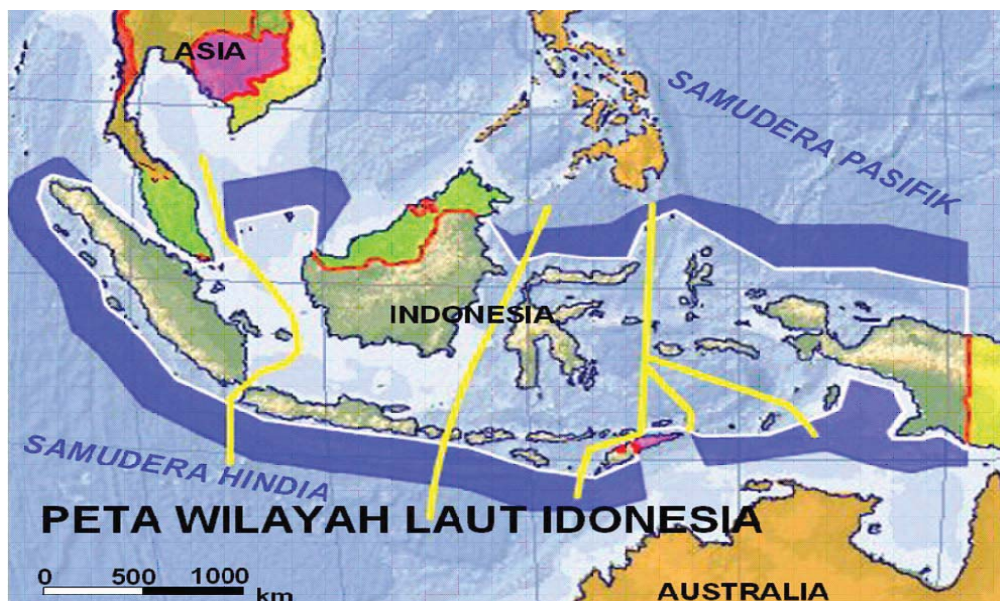 ASIA
SAMUDERA PASIFIK
INDONESIA
SAMUDERA HINDIA
PETA WILAYAH LAUT IDONESIA
0 500 1000
km
AUSTRALIA